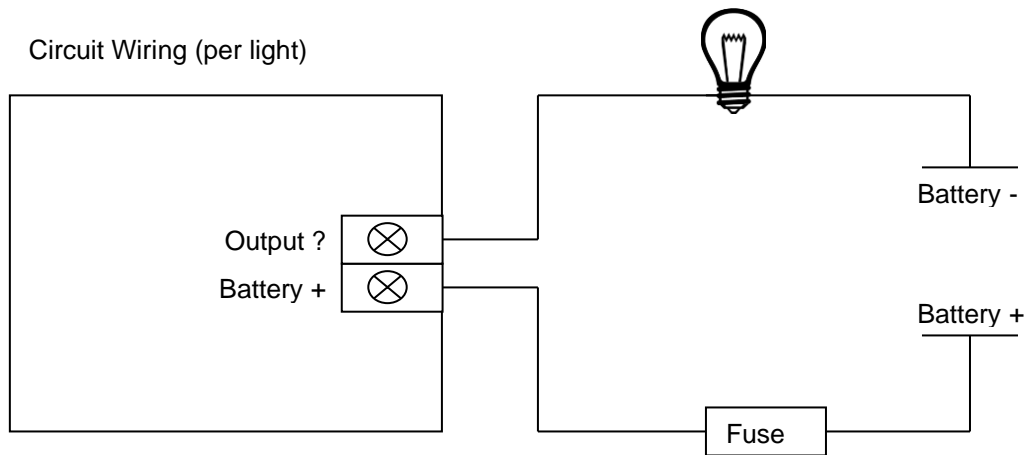 Circuit Wiring (per light)
Battery -
Output ?
Battery +
Battery +
Fuse